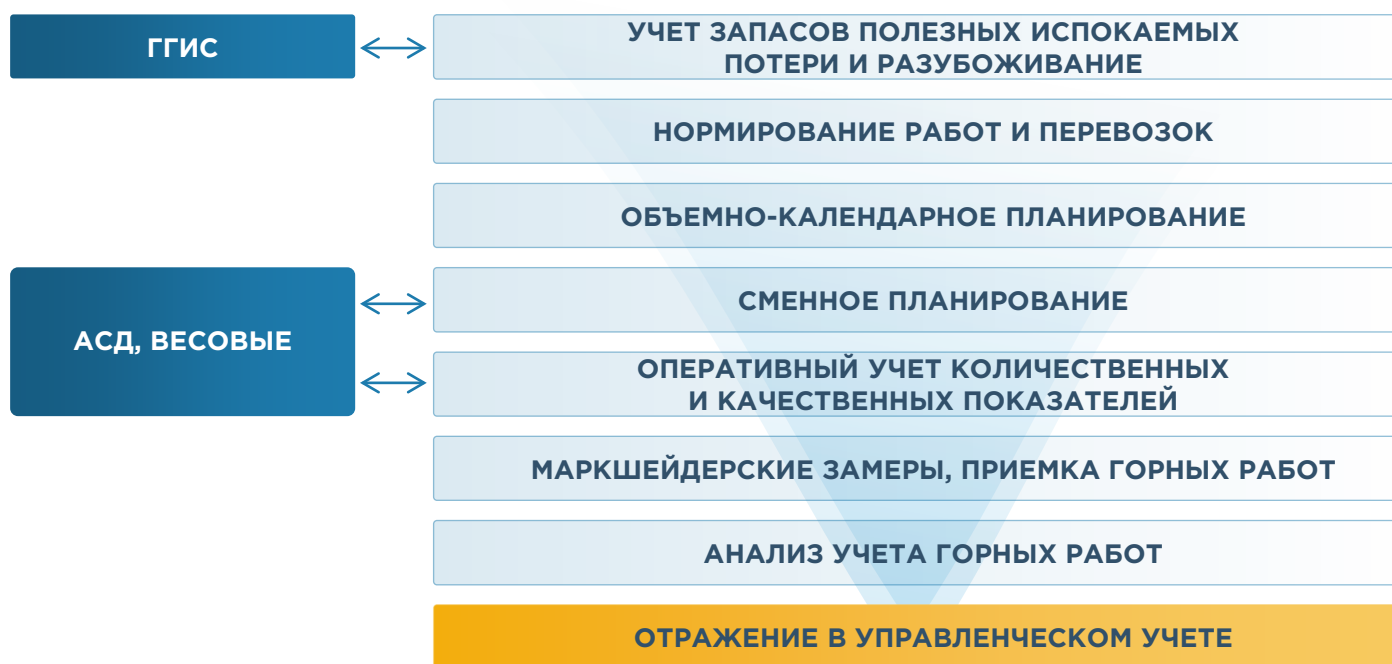 ГГИС
УЧЕТ ЗАПАСОВ ПОЛЕЗНЫХ ИСПОКАЕМЫХ
ПОТЕРИ И РАЗУБОЖИВАНИЕ
НОРМИРОВАНИЕ РАБОТ И ПЕРЕВОЗОК
ОБЪЕМНО-КАЛЕНДАРНОЕ ПЛАНИРОВАНИЕ
АСД, ВЕСОВЫЕ
СМЕННОЕ ПЛАНИРОВАНИЕ
ОПЕРАТИВНЫЙ УЧЕТ КОЛИЧЕСТВЕННЫХ
И КАЧЕСТВЕННЫХ ПОКАЗАТЕЛЕЙ
МАРКШЕЙДЕРСКИЕ ЗАМЕРЫ, ПРИЕМКА ГОРНЫХ РАБОТ
АНАЛИЗ УЧЕТА ГОРНЫХ РАБОТ
ОТРАЖЕНИЕ В УПРАВЛЕНЧЕСКОМ УЧЕТЕ